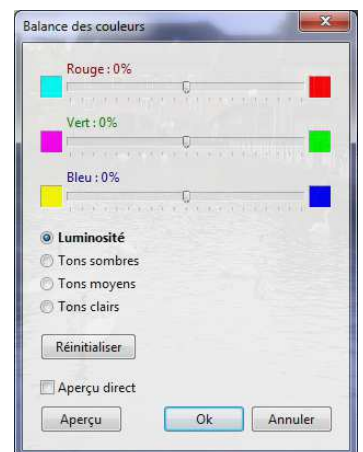 Balance des couleurs
Rouge : 0%
Vert : 0%
Bleu : 0%
Luminosité
Tons sombres
Tons moyens
Tons clairs
Réinitialiser
Aperçu direct
Aperçu Ok Annuler